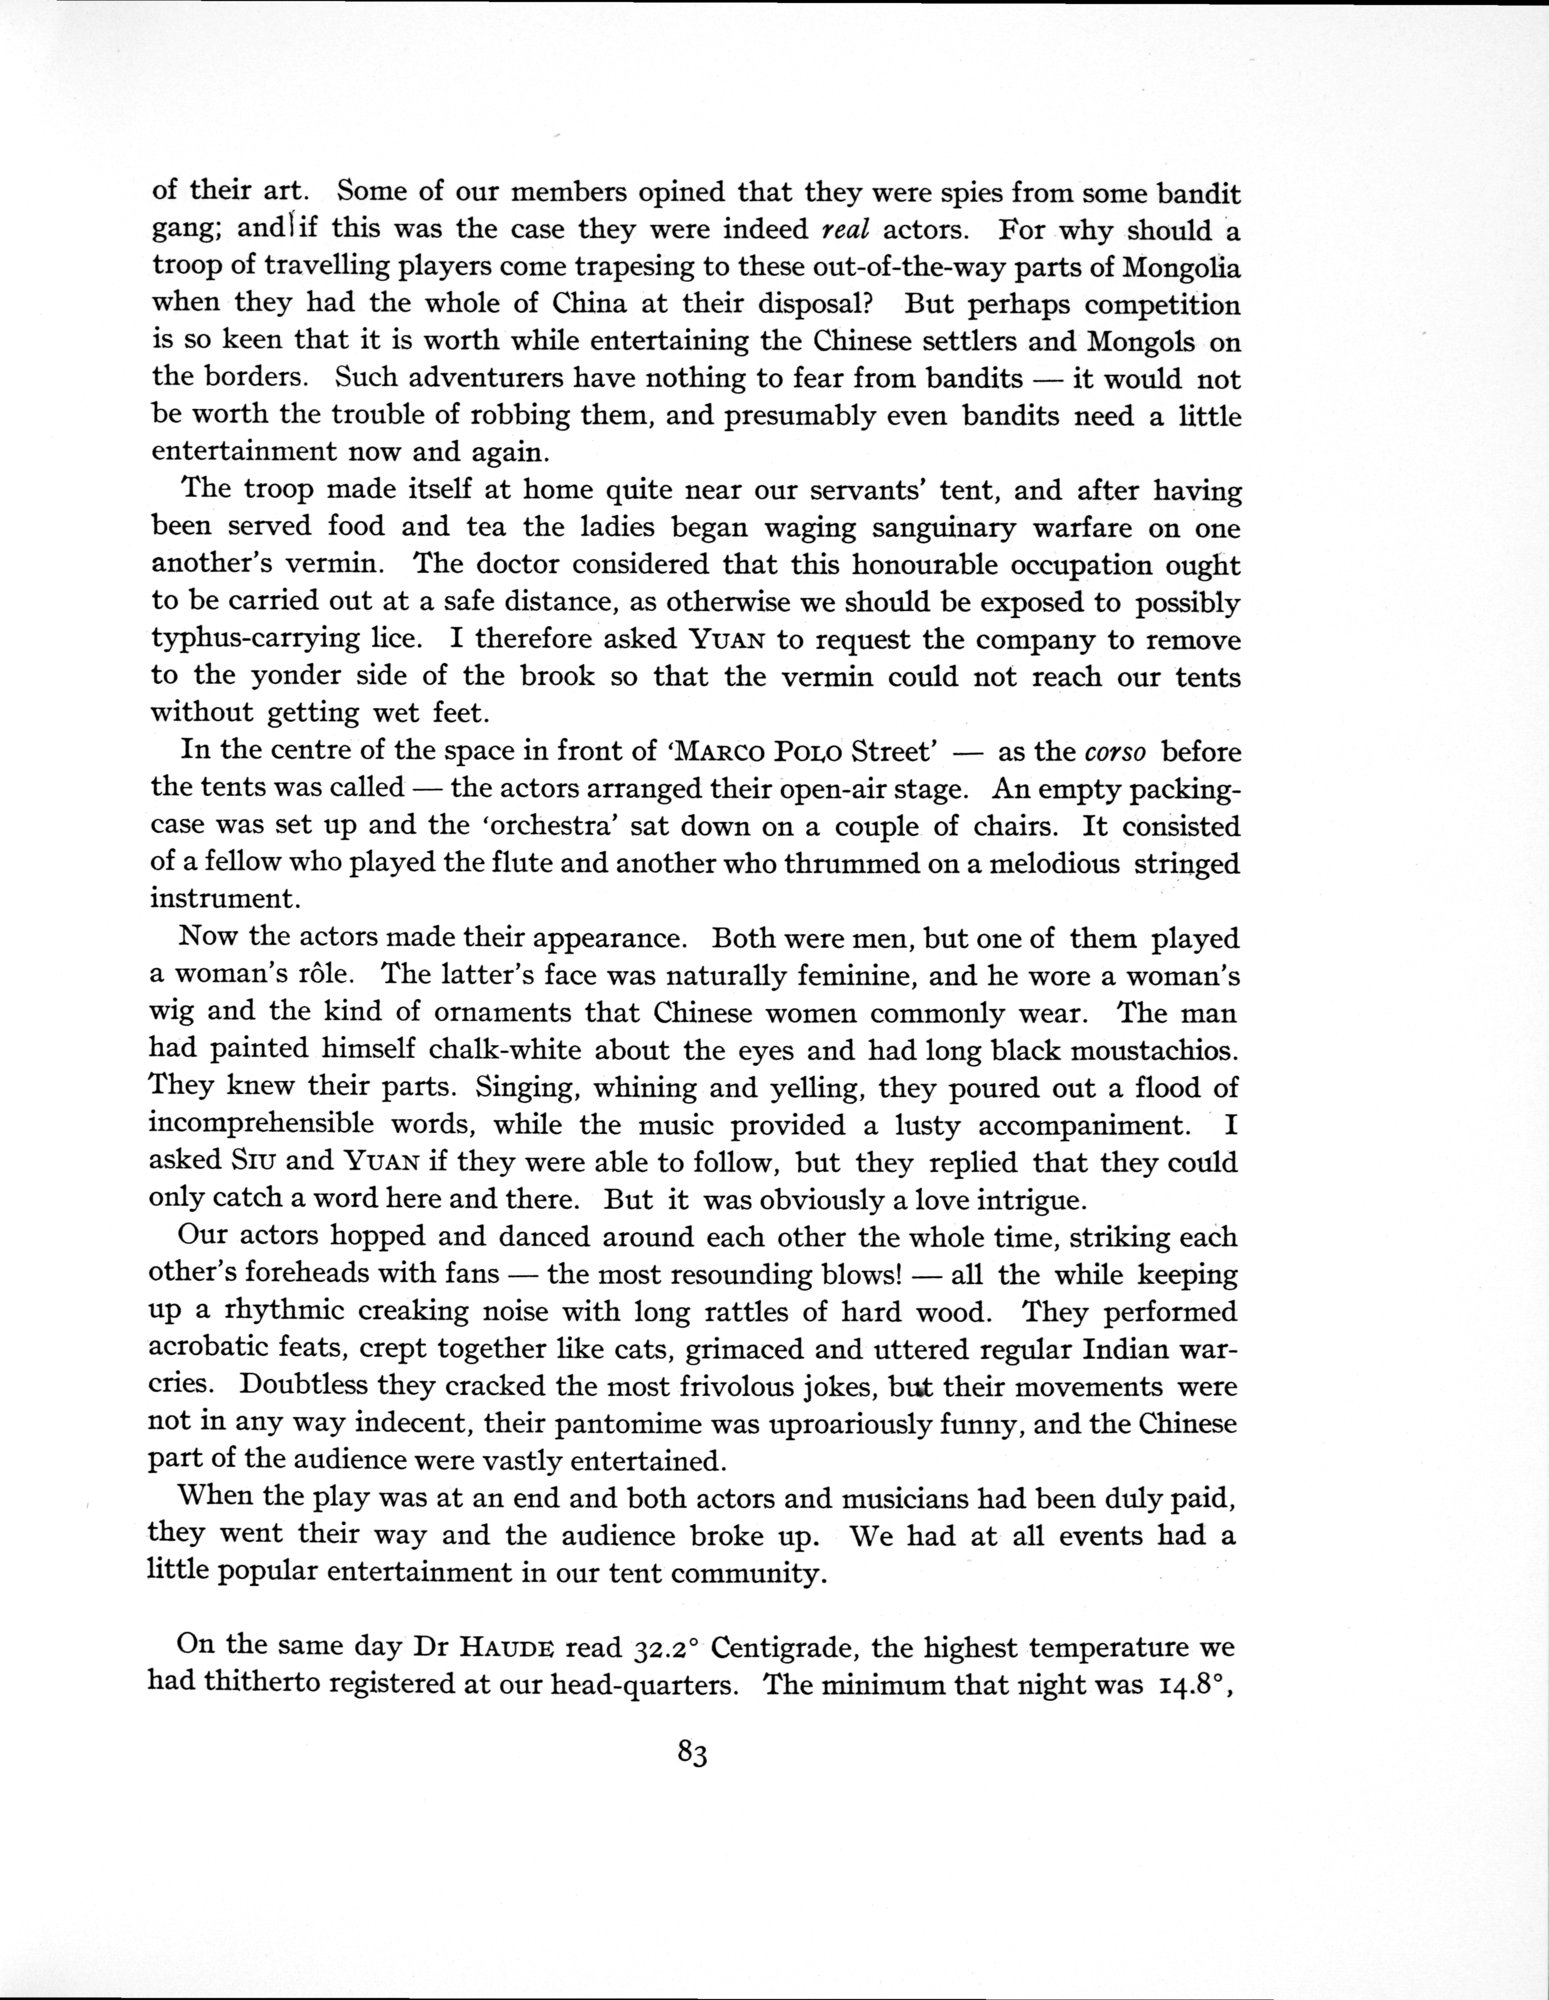 of their art. Some of our members opined that they were spies from some bandit
gang; and if this was the case they were indeed real actors. For why should a
troop of travelling players come trapesing to these out-of-the-way parts of Mongolia
when they had the whole of China at their disposal? But perhaps competition
is so keen that it is worth while entertaining the Chinese settlers and Mongols on
the borders. Such adventurers have nothing to fear from bandits — it would not
be worth the trouble of robbing them, and presumably even bandits need a little
entertainment now and again.
The troop made itself at home quite near our servants' tent, and after having
been served food and tea the ladies began waging sanguinary warfare on one
another's vermin. The doctor considered that this honourable occupation ought
to be carried out at a safe distance, as otherwise we should be exposed to possibly
typhus-carrying lice. I therefore asked YUAN to request the company to remove
to the yonder side of the brook so that the vermin could not reach our tents
without getting wet feet.
In the centre of the space in front of 'MARCO POLO Street' — as the corso before
the tents was called — the actors arranged their open-air stage. An empty packing-
case was set up and the 'orchestra' sat down on a couple of chairs. It consisted
of a fellow who played the flute and another who thrummed on a melodious stringed
instrument.
Now the actors made their appearance. Both were men, but one of them played
a woman's rôle. The latter's face was naturally feminine, and he wore a woman's
wig and the kind of ornaments that Chinese women commonly wear. The man
had painted himself chalk-white about the eyes and had long black moustachios.
They knew their parts. Singing, whining and yelling, they poured out a flood of
incomprehensible words, while the music provided a lusty accompaniment. I
asked SIU and YUAN if they were able to follow, but they replied that they could
only catch a word here and there. But it was obviously a love intrigue.
Our actors hopped and danced around each other the whole time, striking each
other's foreheads with fans — the most resounding blows! — all the while keeping
up a rhythmic creaking noise with long rattles of hard wood. They performed
acrobatic feats, crept together like cats, grimaced and uttered regular Indian war-
cries. Doubtless they cracked the most frivolous jokes, but their movements were
not in any way indecent, their pantomime was uproariously funny, and the Chinese
part of the audience were vastly entertained.
When the play was at an end and both actors and musicians had been duly paid,
they went their way and the audience broke up. We had at all events had a
little popular entertainment in our tent community.
On the same day Dr HAUDE read 32.2° Centigrade, the highest temperature we
had thitherto registered at our head-quarters. The minimum that night was 14.8°,
83